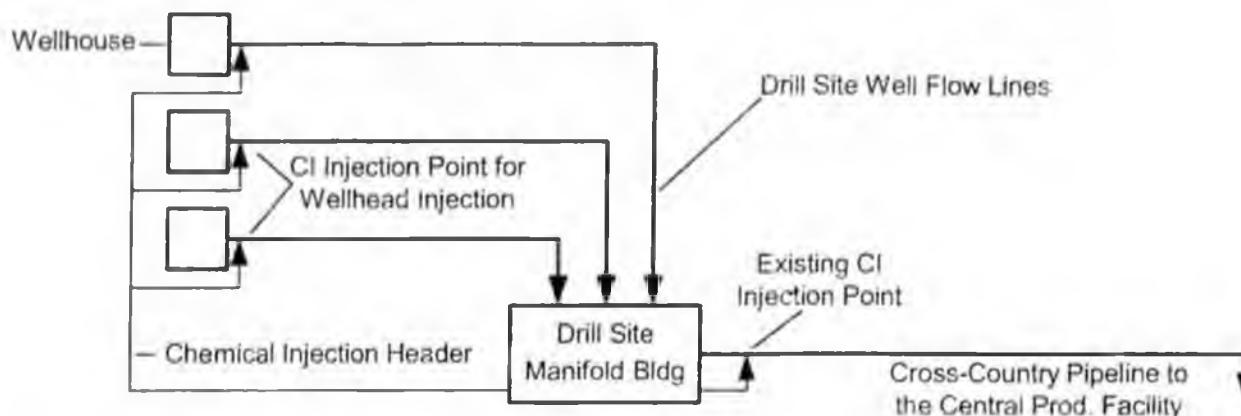 Wellhouse
Drill Site Well Flow Lines
CI Injection Point for
Wellhead Injection
Existing CI
Injection Point
Drill Site
Manifold Bldg
Chemical Injection Header
Cross-Country Pipeline to
the Central Prod. Facility